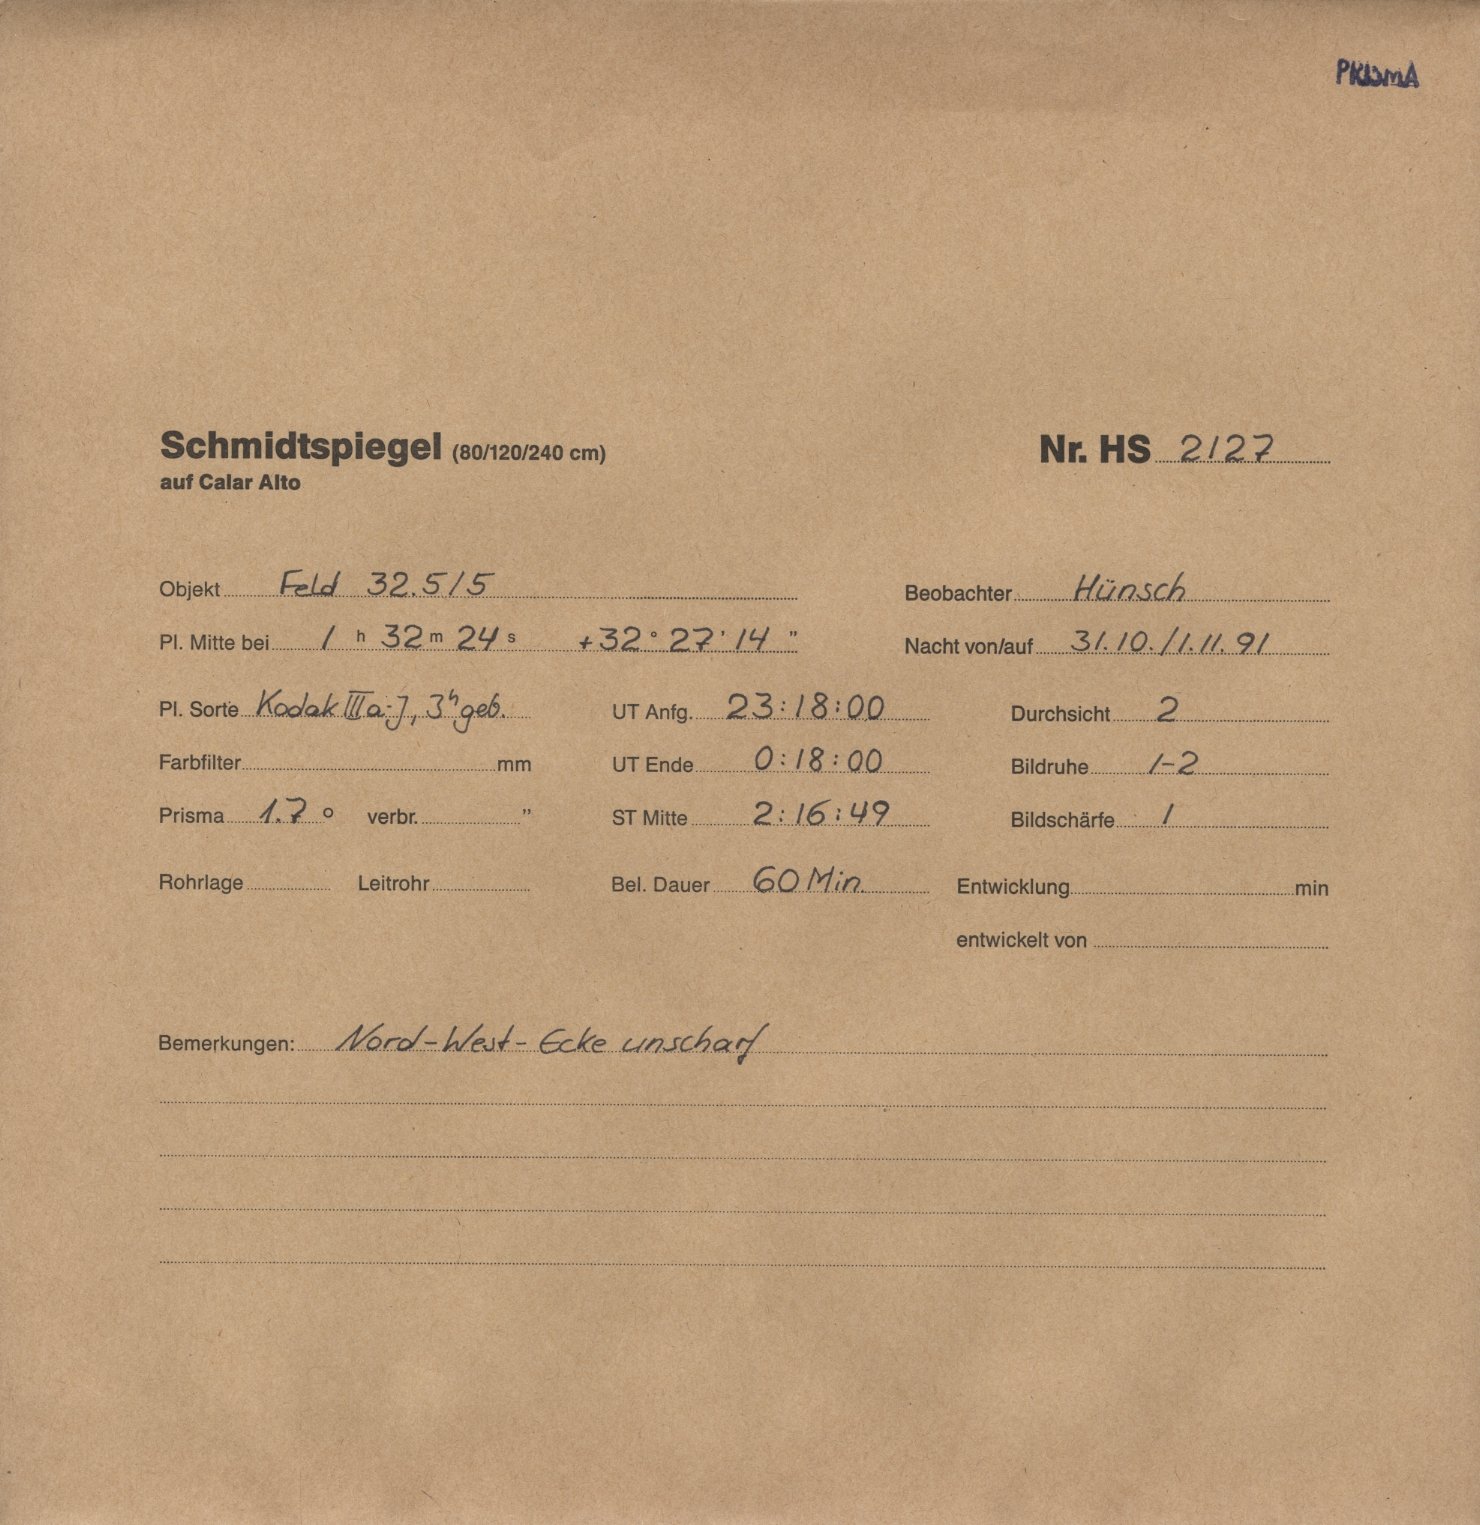 PRISMA
Schmidtspiegel (80/120/240 cm)
auf Calar Alto
Nr. HS 2127
Objekt Feld 32.5/5
Beobachter Hünsch
Pl. Mitte bei 1 h 32 m 24 s +32° 27' 14 "
Nacht von/auf 31.10./1.11.91
Pl. Sorte Kodak IIIa-J, 3h geb.
UT Anfg. 23:18:00
Durchsicht 2
Farbfilter mm
UT Ende 0:18:00
Bildruhe 1-2
Prisma 1.7 ° verbr. "
ST Mitte 2:16:49
Bildschärfe 1
Rohrlage Leitrohr
Bel. Dauer 60 Min.
Entwicklung min
entwickelt von
Bemerkungen: Nord-West-Ecke unscharf